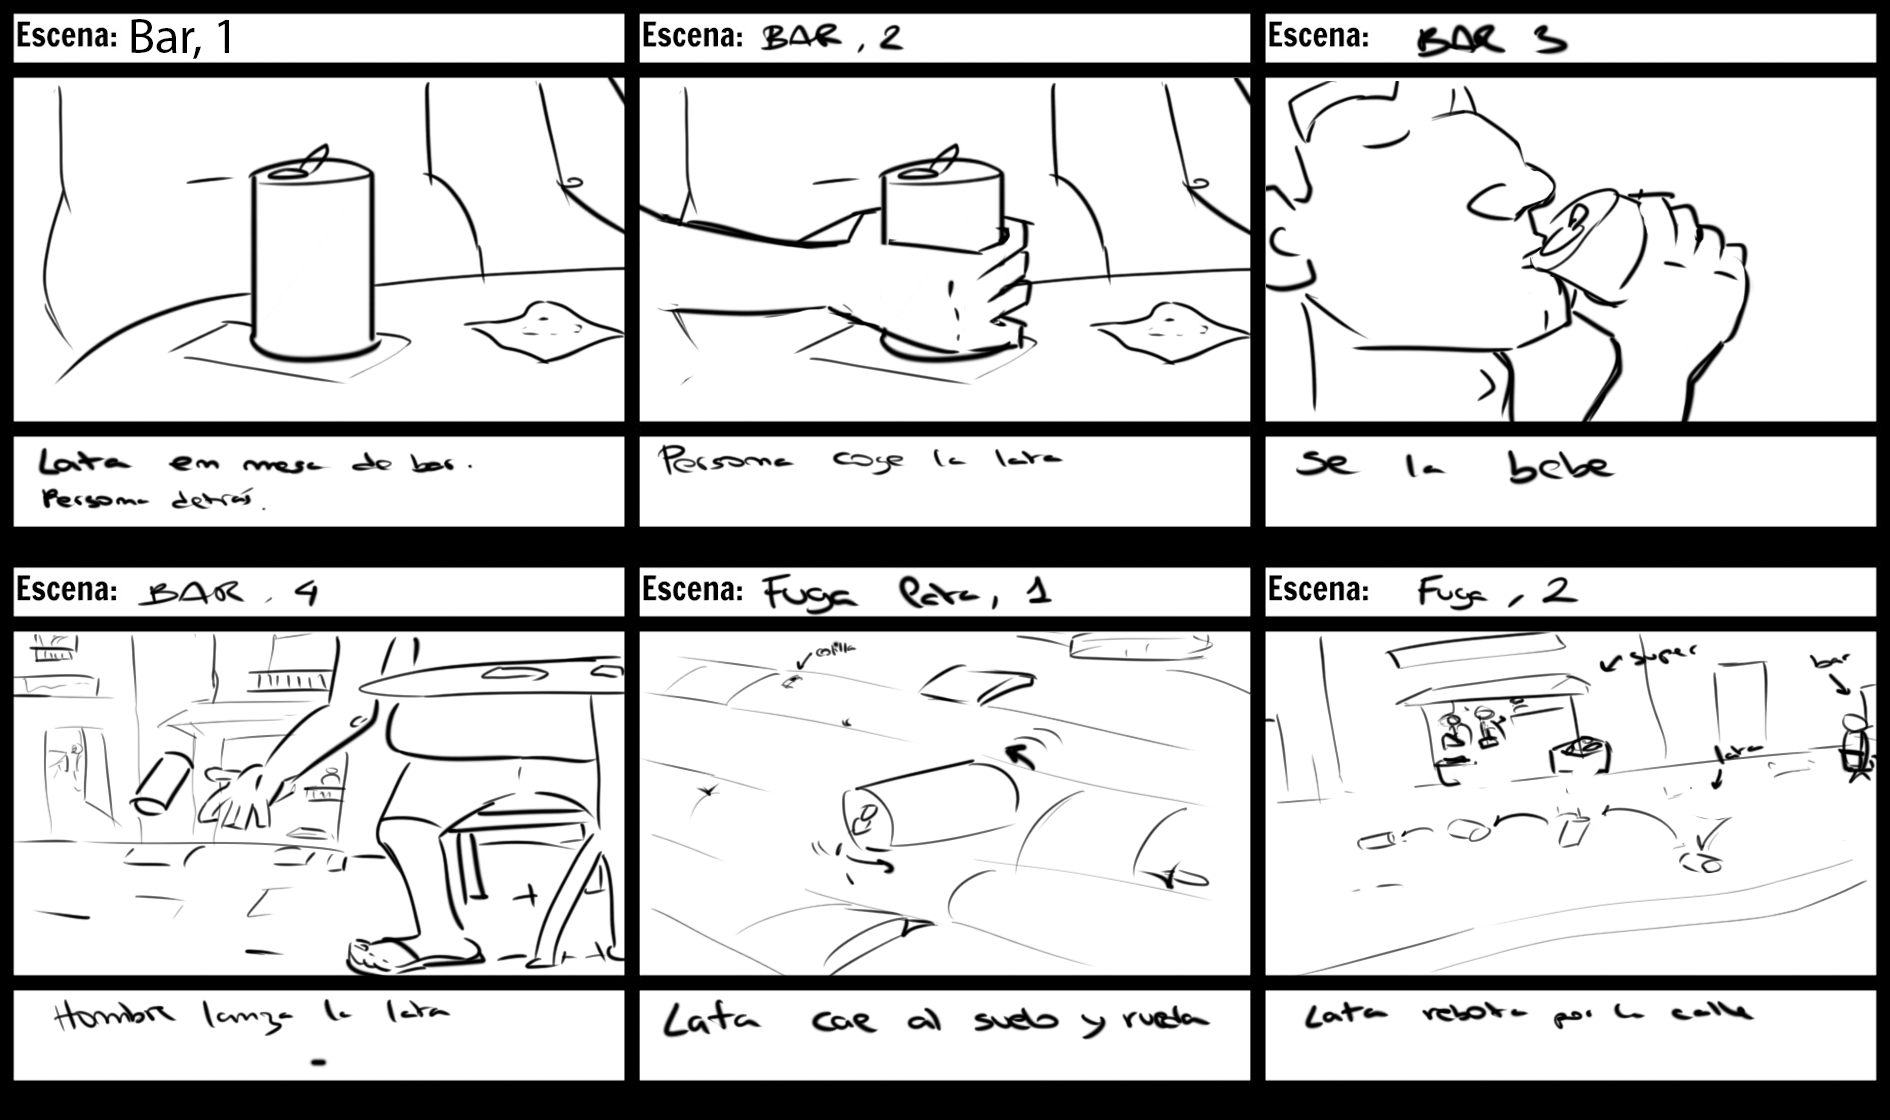 Escena: Bar, 1
Escena: BAR, 2
Escena: BAR 3
Lata en mesa de bar.
Persona detrás.
Persona coge la lata
Se la bebe
Escena: BAR, 4
Escena: Fuga lata, 1
Escena: Fuga, 2
colilla
super
bar
lata
Hombre lanza la lata
Lata cae al suelo y rueda
Lata rebota por la calle